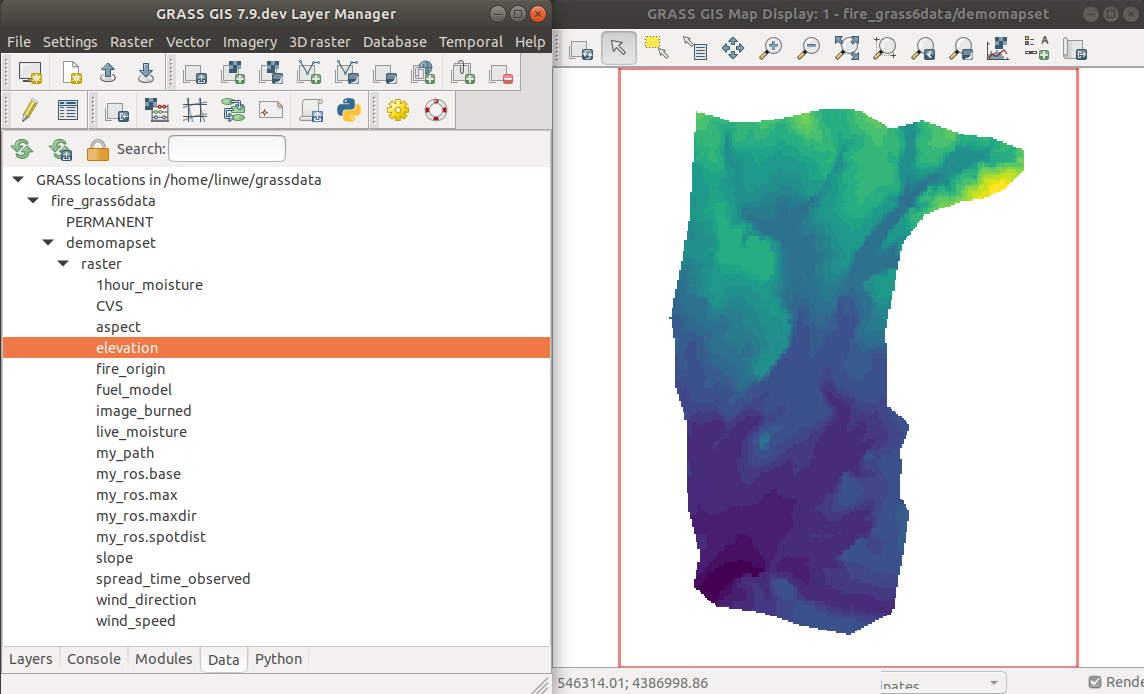 GRASS GIS 7.9.dev Layer Manager
File Settings Raster Vector Imagery 3D raster Database Temporal Help
Search:
GRASS locations in /home/linwe/grassdata
fire_grass6data
PERMANENT
demomapset
raster
1hour_moisture
CVS
aspect
elevation
fire_origin
fuel_model
image_burned
live_moisture
my_path
my_ros.base
my_ros.max
my_ros.maxdir
my_ros.spotdist
slope
spread_time_observed
wind_direction
wind_speed
Layers Console Modules Data Python
GRASS GIS Map Display: 1 - fire_grass6data/demomapset
A
546314.01; 4386998.86